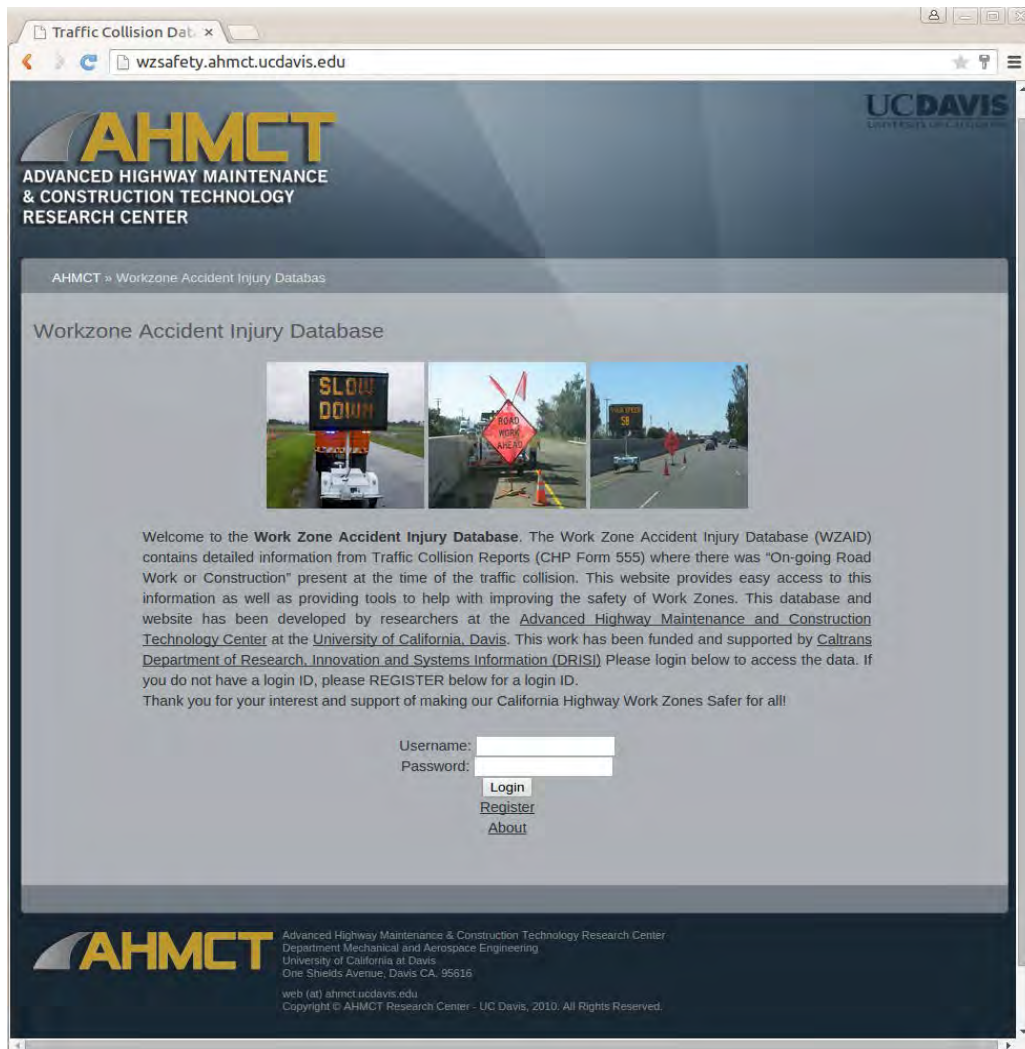 Traffic Collision Dat
wzsafety.ahmct.ucdavis.edu
UCDAVIS
UNIVERSITY OF CALIFORNIA
AHMCT
ADVANCED HIGHWAY MAINTENANCE
& CONSTRUCTION TECHNOLOGY
RESEARCH CENTER
AHMCT » Workzone Accident Injury Databas
Workzone Accident Injury Database
SLOW
DOWN
ROAD
WORK
AHEAD
YOUR SPEED
58
Welcome to the Work Zone Accident Injury Database. The Work Zone Accident Injury Database (WZAID)
contains detailed information from Traffic Collision Reports (CHP Form 555) where there was “On-going Road
Work or Construction” present at the time of the traffic collision. This website provides easy access to this
information as well as providing tools to help with improving the safety of Work Zones. This database and
website has been developed by researchers at the Advanced Highway Maintenance and Construction
Technology Center at the University of California, Davis. This work has been funded and supported by Caltrans
Department of Research, Innovation and Systems Information (DRISI) Please login below to access the data. If
you do not have a login ID, please REGISTER below for a login ID.
Thank you for your interest and support of making our California Highway Work Zones Safer for all!
Username:
Password:
Login
Register
About
AHMCT
Advanced Highway Maintenance & Construction Technology Research Center
Department Mechanical and Aerospace Engineering
University of California at Davis
One Shields Avenue, Davis CA, 95616
web (at) ahmct.ucdavis.edu
Copyright © AHMCT Research Center - UC Davis, 2010. All Rights Reserved.